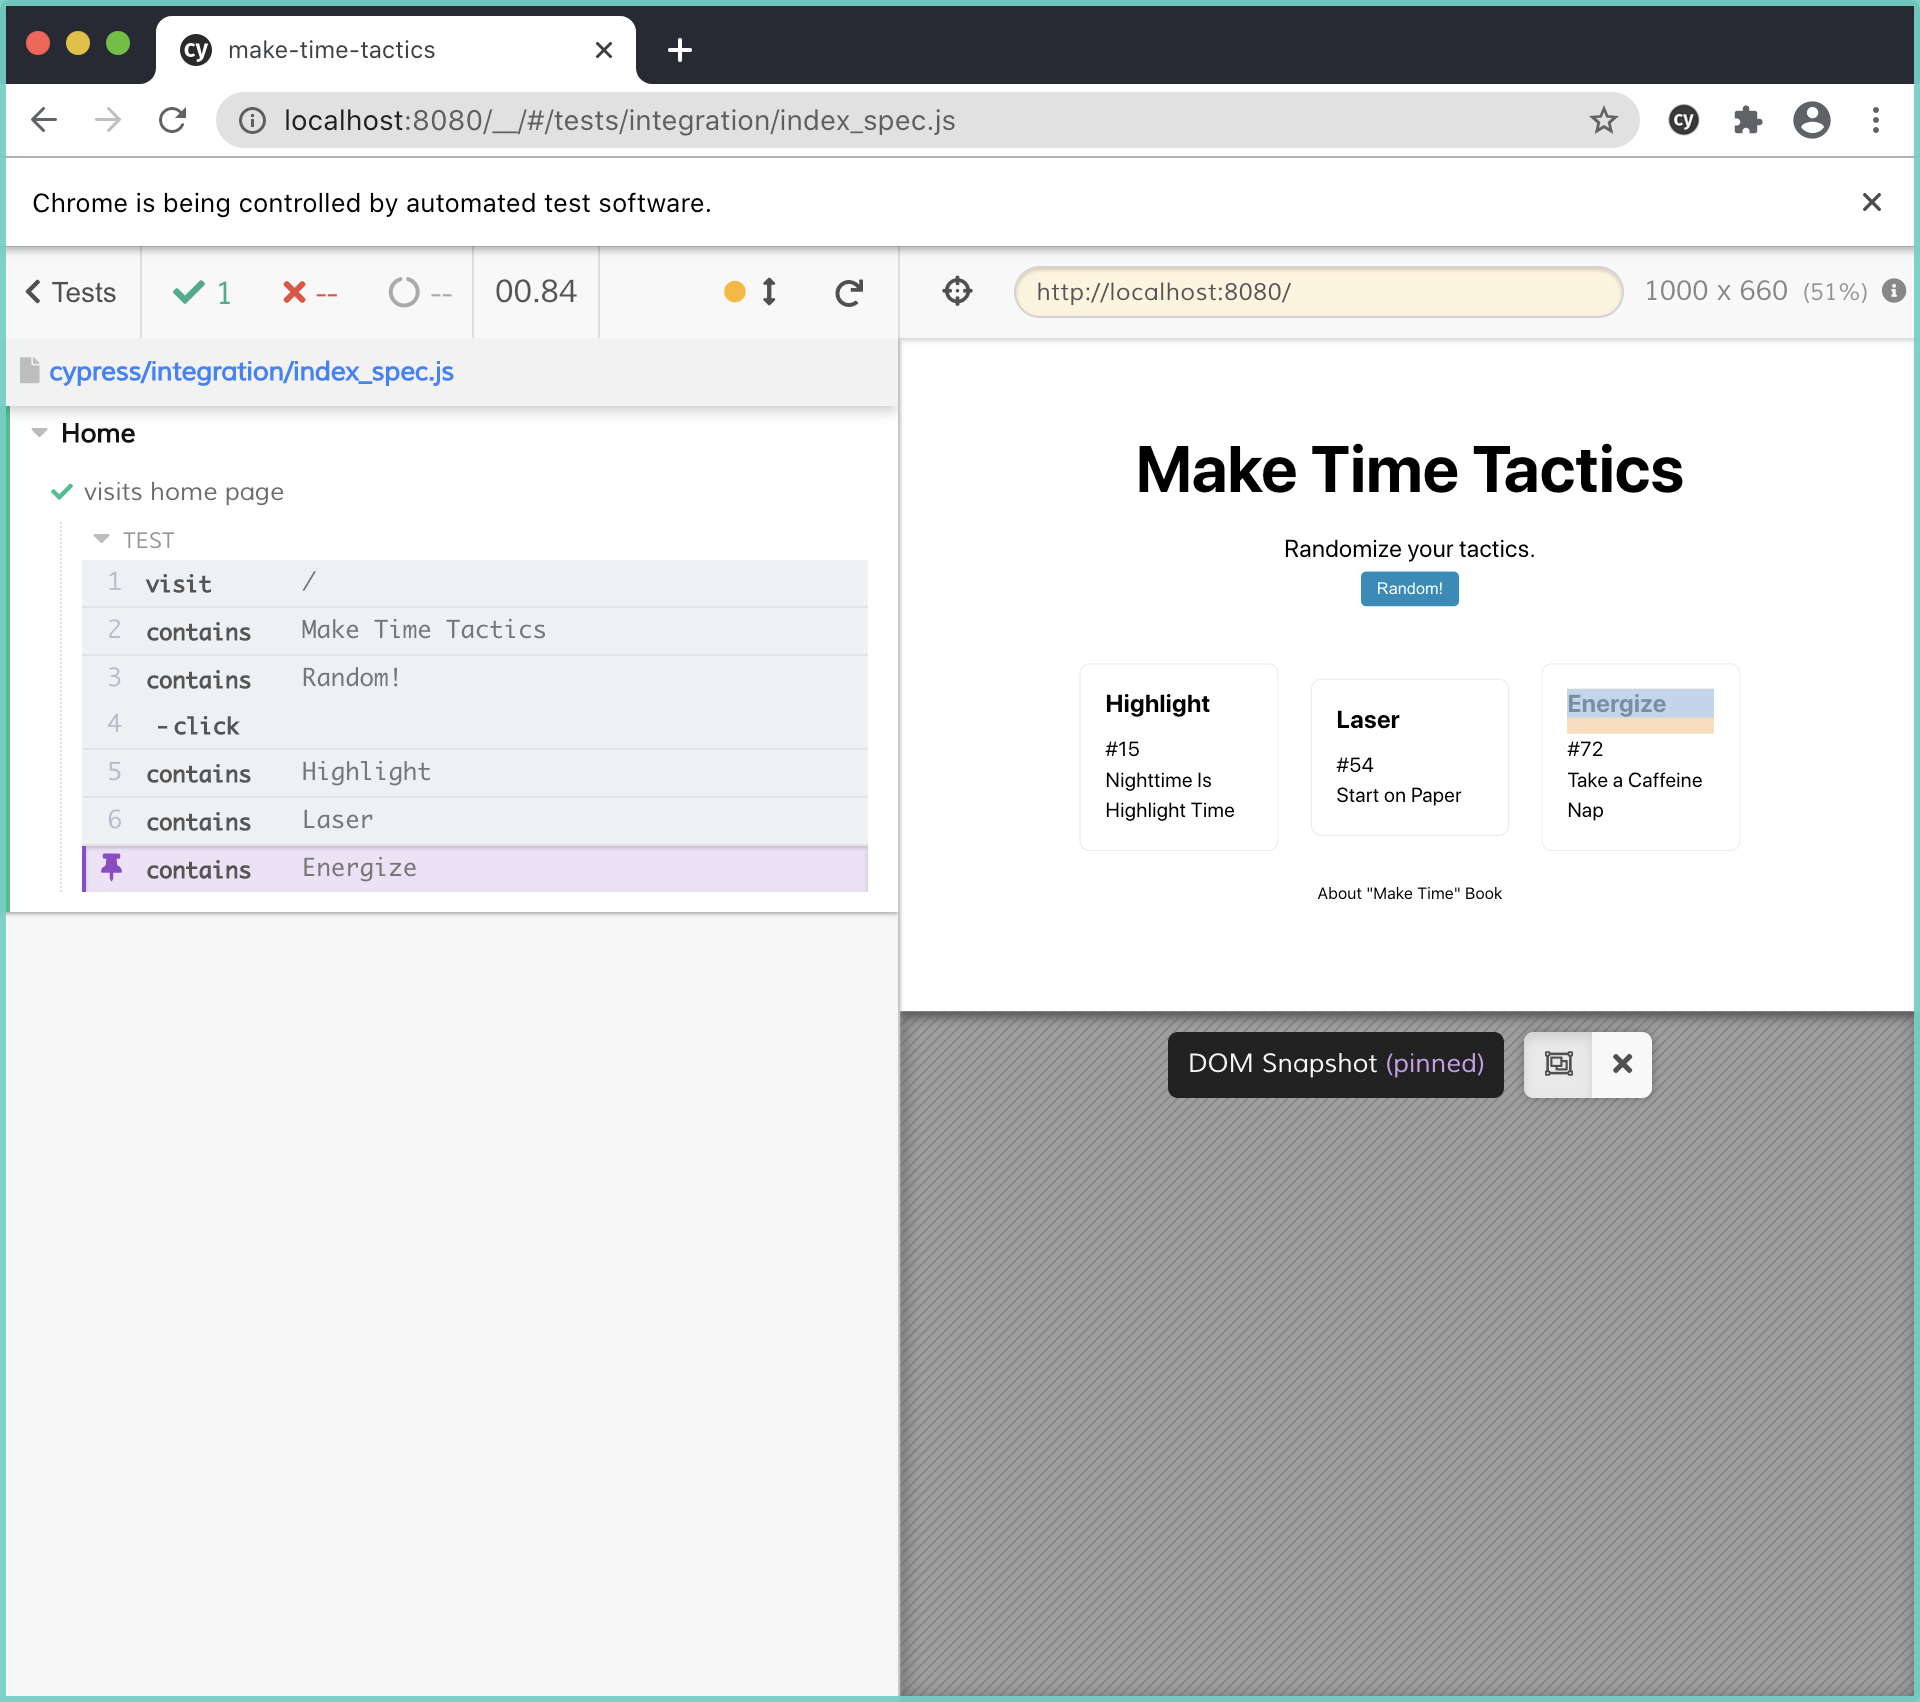 cy make-time-tactics
localhost:8080/__/#/tests/integration/index_spec.js
cy
Chrome is being controlled by automated test software.
Tests
1
--
--
00.84
http://localhost:8080/
1000 x 660 (51%)
cypress/integration/index_spec.js
Home
visits home page
TEST
1 visit /
2 contains Make Time Tactics
3 contains Random!
4 -click
5 contains Highlight
6 contains Laser
contains Energize
Make Time Tactics
Randomize your tactics.
Random!
Highlight
#15
Nighttime Is
Highlight Time
Laser
#54
Start on Paper
Energize
#72
Take a Caffeine
Nap
About "Make Time" Book
DOM Snapshot (pinned)